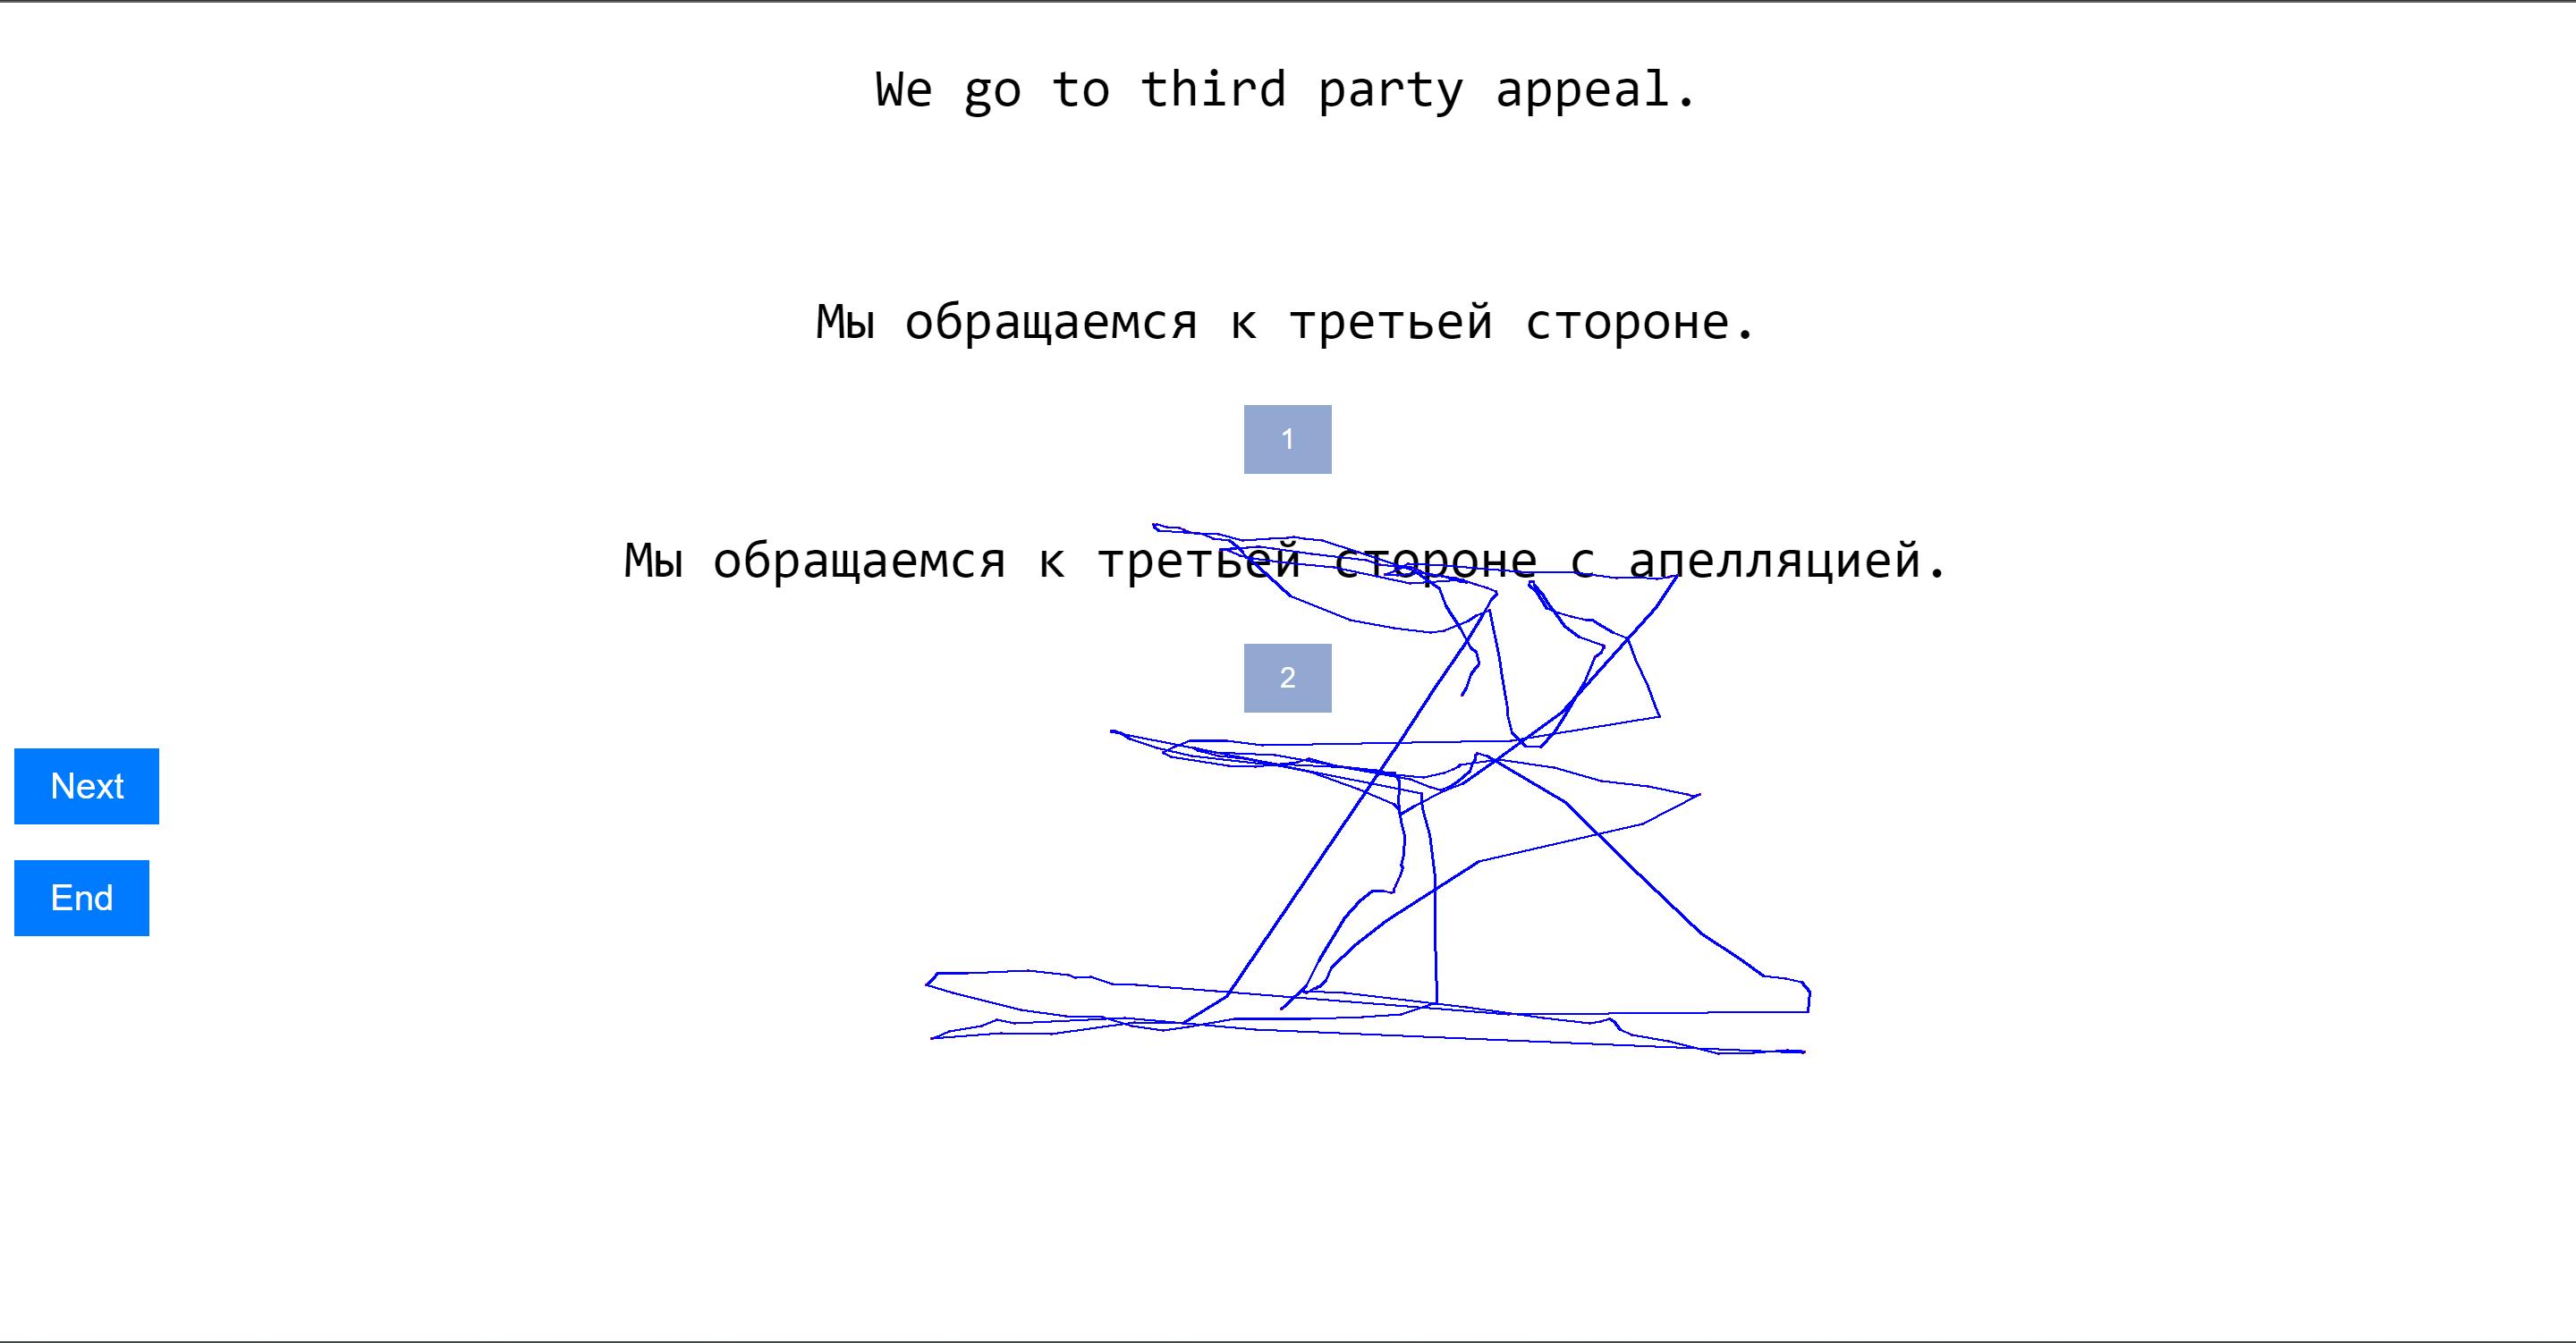 We go to third party appeal.
Мы обращаемся к третьей стороне.
1
Мы обращаемся к третьей стороне с апелляцией.
2
Next
End